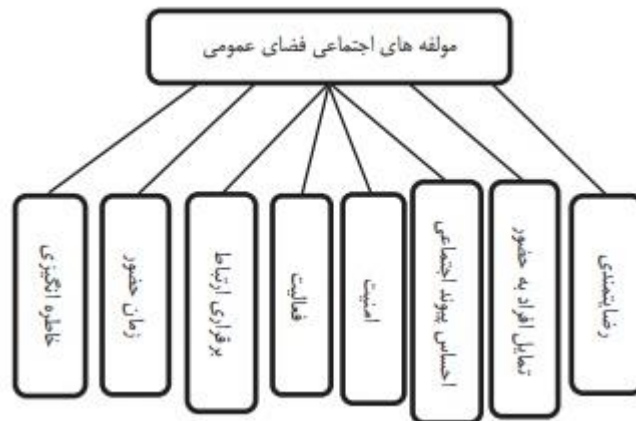 مولفه های اجتماعی فضای عمومی
رضایتمندی
تمایل افراد به حضور
احساس پیوند اجتماعی
امنیت
فعالیت
برقراری ارتباط
زمان حضور
خاطره انگیزی